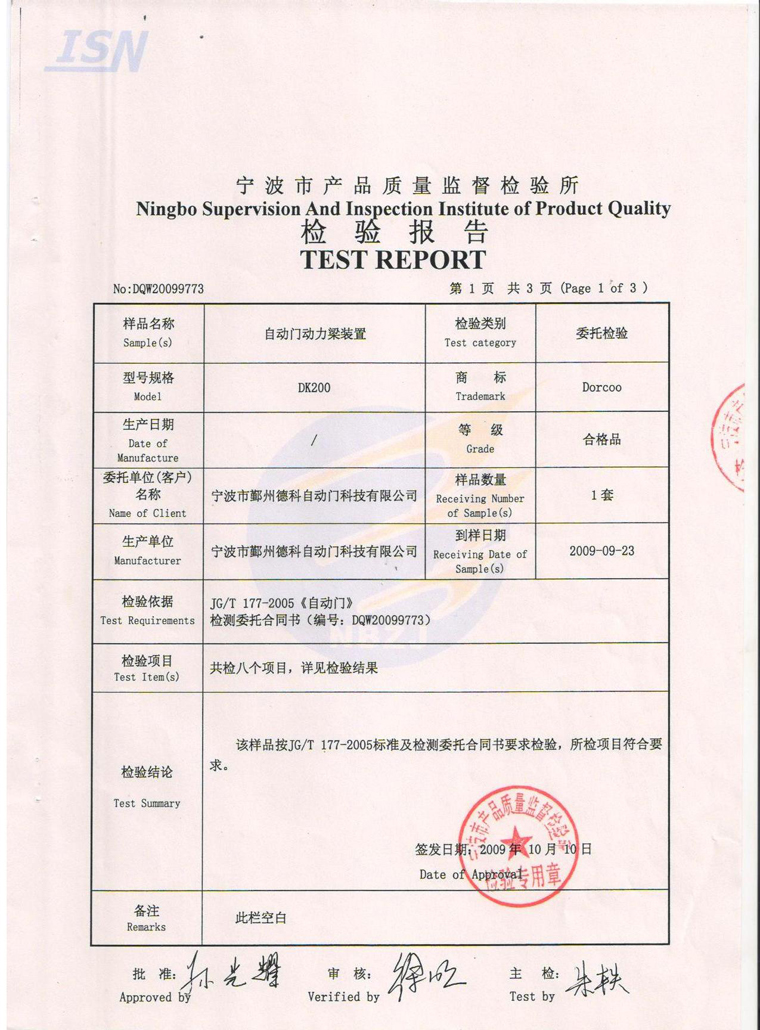 ISN
宁波市产品质量监督检验所
Ningbo Supervision And Inspection Institute of Product Quality
检验报告
TEST REPORT
No:DQW20099773
第 1 页 共 3 页 (Page 1 of 3 )
样品名称
Sample(s)
自动门动力梁装置
检验类别
Test category
委托检验
型号规格
Model
DK200
商 标
Trademark
Dorcoo
生产日期
Date of
Manufacture
/
等 级
Grade
合格品
委托单位(客户)
名称
Name of Client
宁波市鄞州德科自动门科技有限公司
样品数量
Receiving Number
of Sample(s)
1套
生产单位
Manufacturer
宁波市鄞州德科自动门科技有限公司
到样日期
Receiving Date of
Sample(s)
2009-09-23
检验依据
Test Requirements
JG/T 177-2005《自动门》
检测委托合同书（编号: DQW20099773）
NBZJ
检验项目
Test Item(s)
共检八个项目，详见检验结果
检验结论
Test Summary
该样品按JG/T 177-2005标准及检测委托合同书要求检验，所检项目符合要
求。
宁波市产品质量监督检验所
签发日期: 2009 年 10 月 10日
Date of Approval
检验专用章
备注
Remarks
此栏空白
批 准:
Approved by
审 核:
Verified by
主 检:
Test by